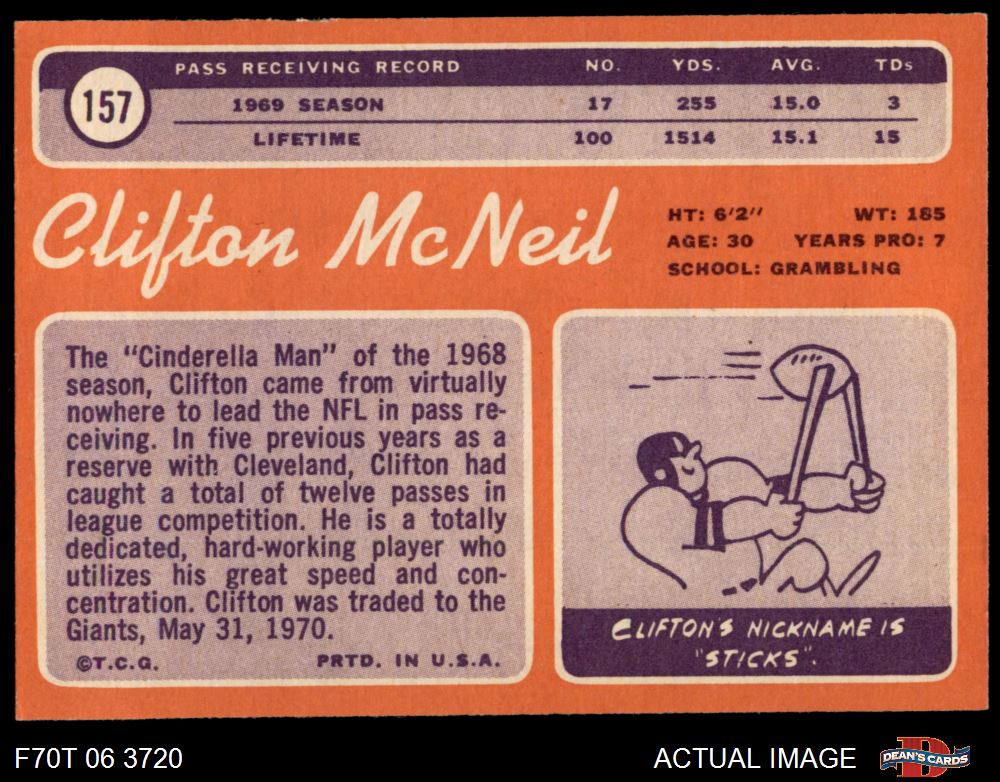 157
PASS RECEIVING RECORD NO. YDS. AVG. TDs
1969 SEASON 17 255 15.0 3
LIFETIME 100 1514 15.1 15
Clifton McNeil
HT: 6'2" WT: 185
AGE: 30 YEARS PRO: 7
SCHOOL: GRAMBLING
The "Cinderella Man" of the 1968
season, Clifton came from virtually
nowhere to lead the NFL in pass re-
ceiving. In five previous years as a
reserve with Cleveland, Clifton had
caught a total of twelve passes in
league competition. He is a totally
dedicated, hard-working player who
utilizes his great speed and con-
centration. Clifton was traded to the
Giants, May 31, 1970.
©T.C.G. PRTD. IN U.S.A.
CLIFTON'S NICKNAME IS
"STICKS".
F70T 06 3720 ACTUAL IMAGE DEAN'S CARDS